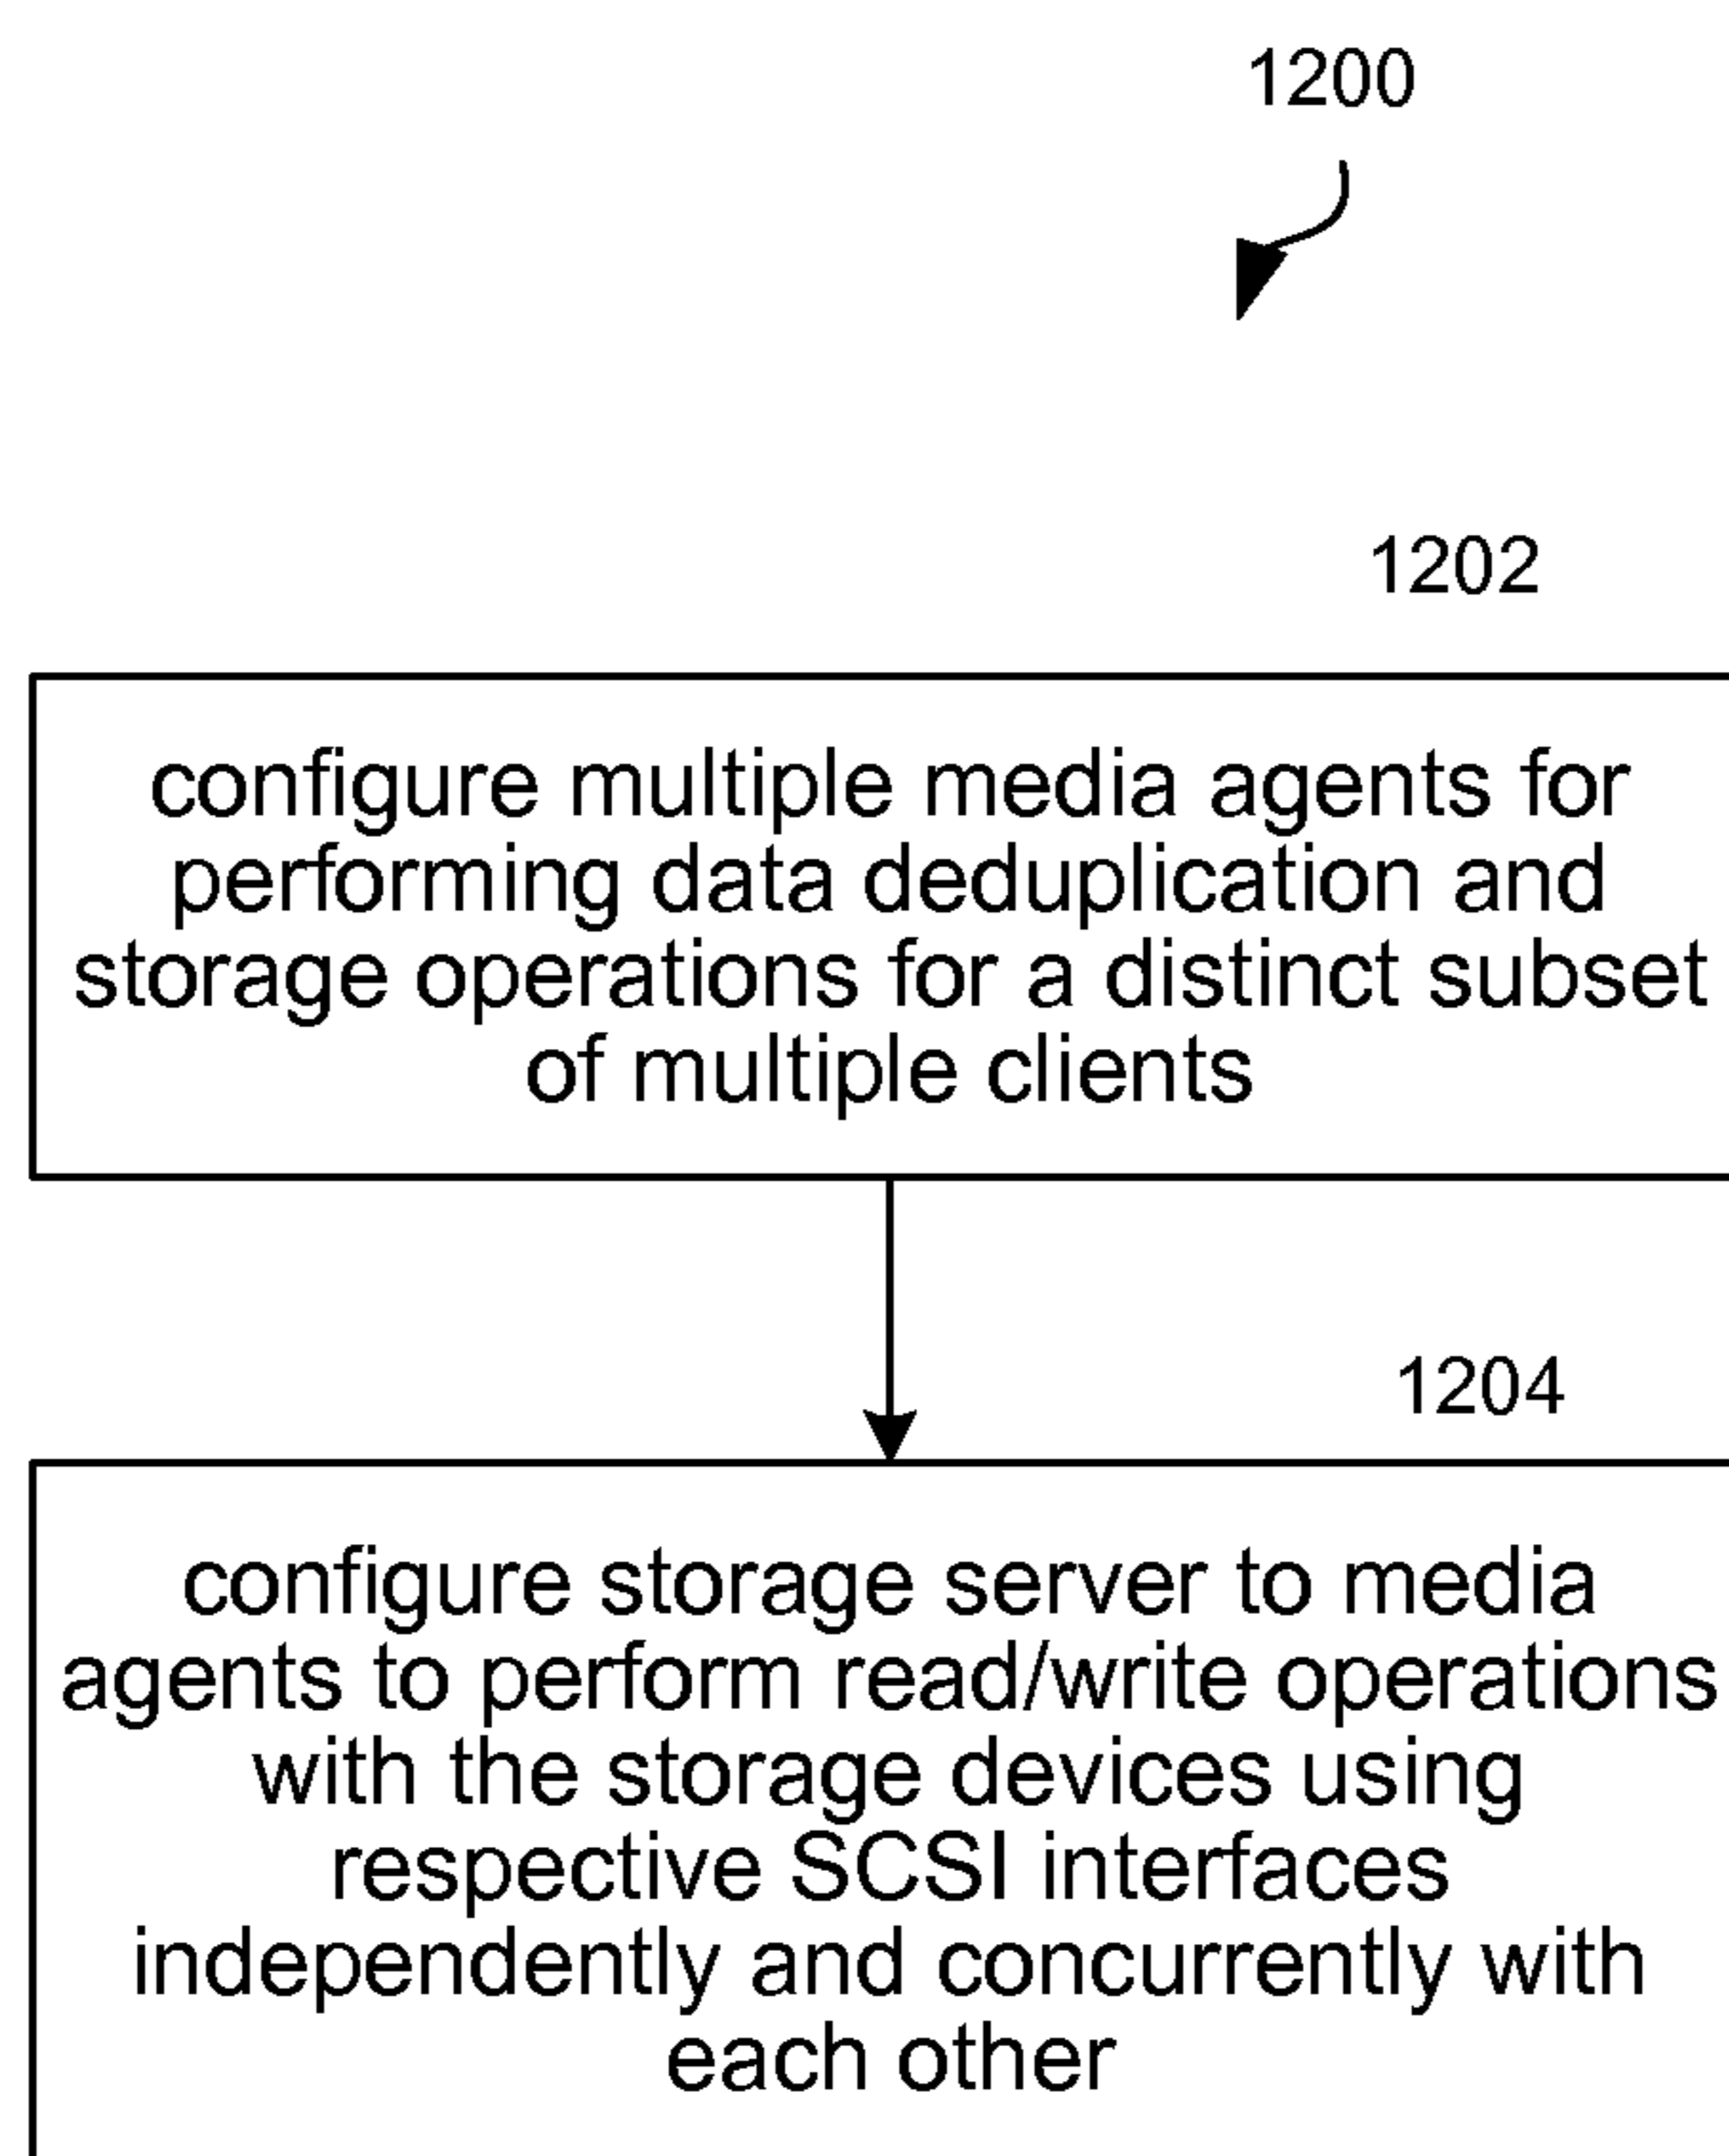 1200
1202
configure multiple media agents for
performing data deduplication and
storage operations for a distinct subset
of multiple clients
1204
configure storage server to media
agents to perform read/write operations
with the storage devices using
respective SCSI interfaces
independently and concurrently with
each other